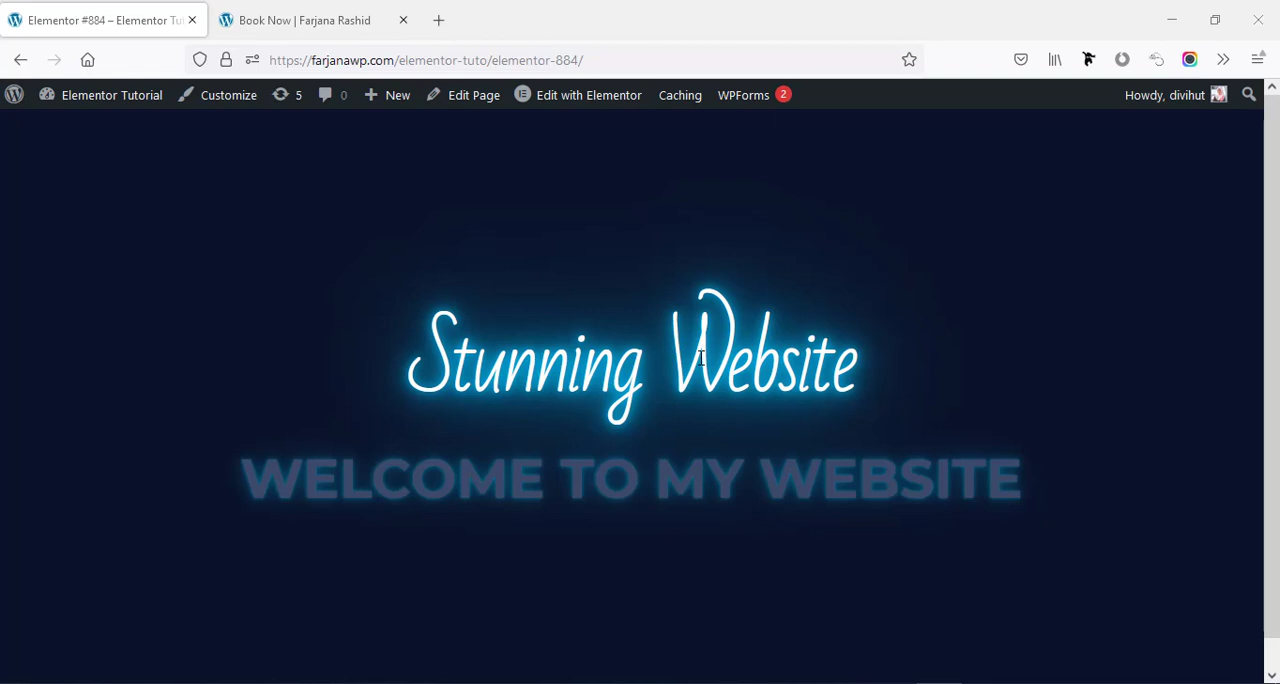 Elementor #884 – Elementor Tu
Book Now | Farjana Rashid
https://farjanawp.com/elementor-tuto/elementor-884/
Elementor Tutorial Customize 5 0 New Edit Page Edit with Elementor Caching WPForms 2 Howdy, divihut
Stunning Website
WELCOME TO MY WEBSITE